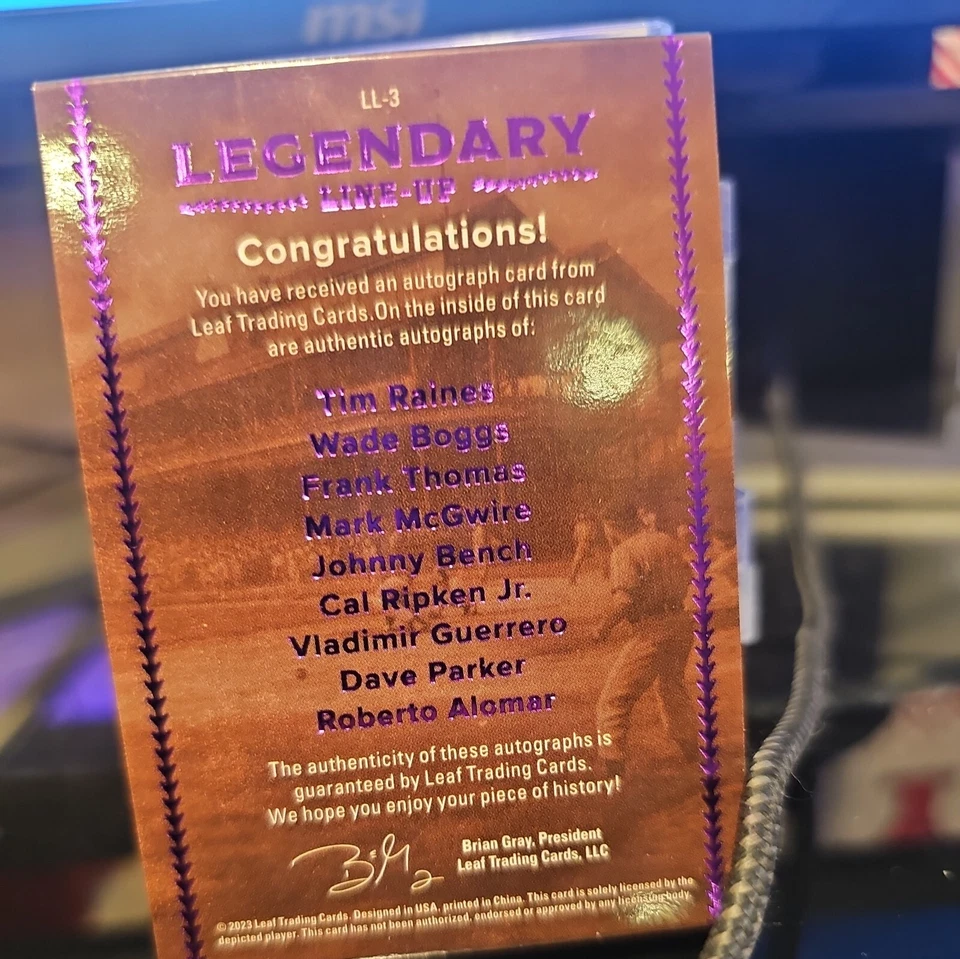 msi
LL-3
LEGENDARY
LINE-UP
Congratulations!
You have received an autograph card from
Leaf Trading Cards.On the inside of this card
are authentic autographs of:
Tim Raines
Wade Boggs
Frank Thomas
Mark McGwire
Johnny Bench
Cal Ripken Jr.
Vladimir Guerrero
Dave Parker
Roberto Alomar
The authenticity of these autographs is
guaranteed by Leaf Trading Cards.
We hope you enjoy your piece of history!
Brian Gray, President
Leaf Trading Cards, LLC
© 2023 Leaf Trading Cards. Designed in USA, printed in China. This card is solely licensed by the
depicted player. This card has not been authorized, endorsed or approved by any licensing body.